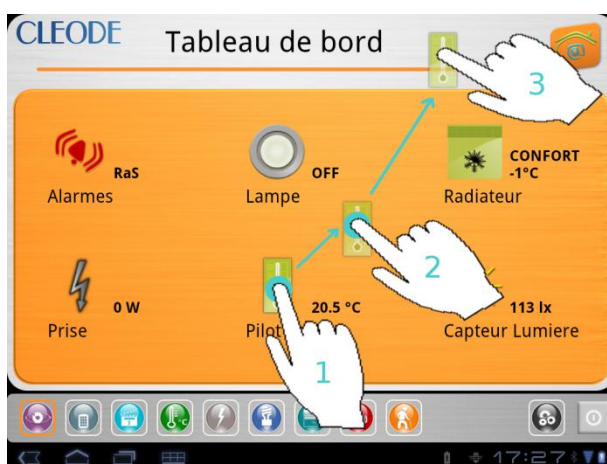 CLEODE
Tableau de bord
3
RaS
Alarmes
OFF
Lampe
CONFORT
-1°C
Radiateur
2
0 W
Prise
20.5 °C
113 lx
Capteur Lumiere
1
17:27